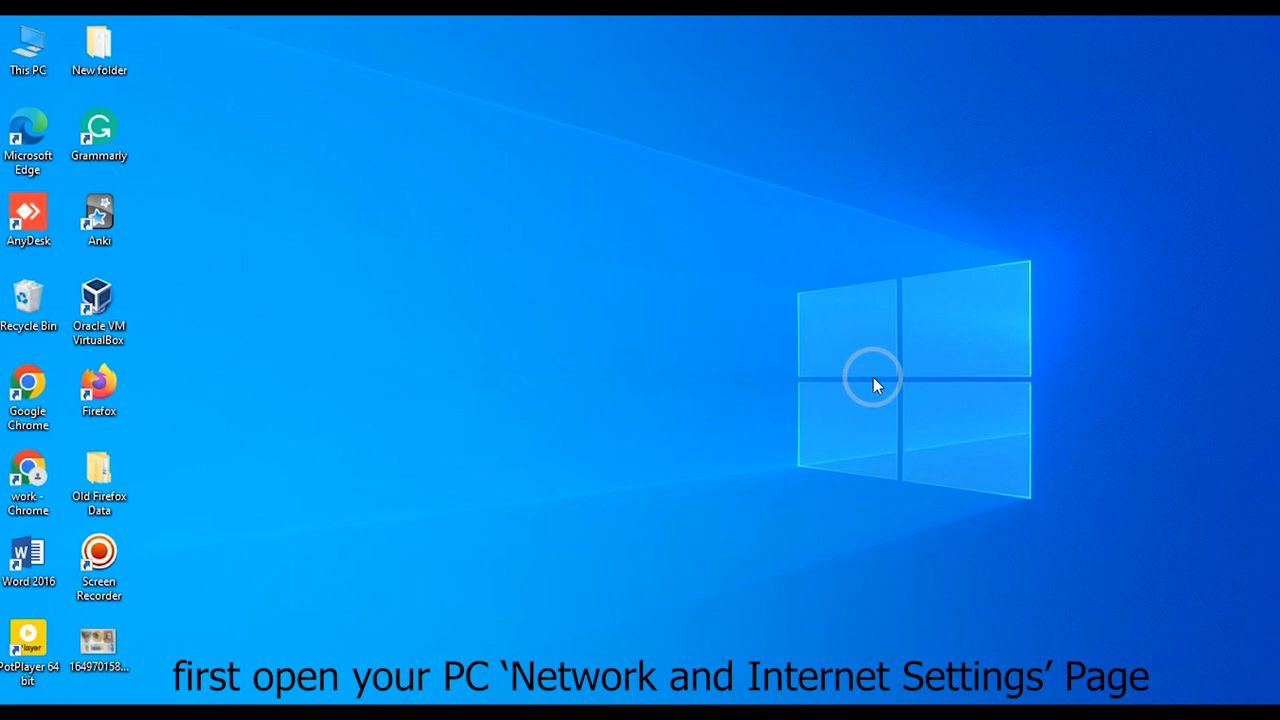 This PC
New folder
Microsoft
Edge
Grammarly
AnyDesk
Anki
Recycle Bin
Oracle VM
VirtualBox
Google
Chrome
Firefox
work -
Chrome
Old Firefox
Data
Word 2016
Screen
Recorder
PotPlayer 64
bit
164970158...
first open your PC ‘Network and Internet Settings’ Page